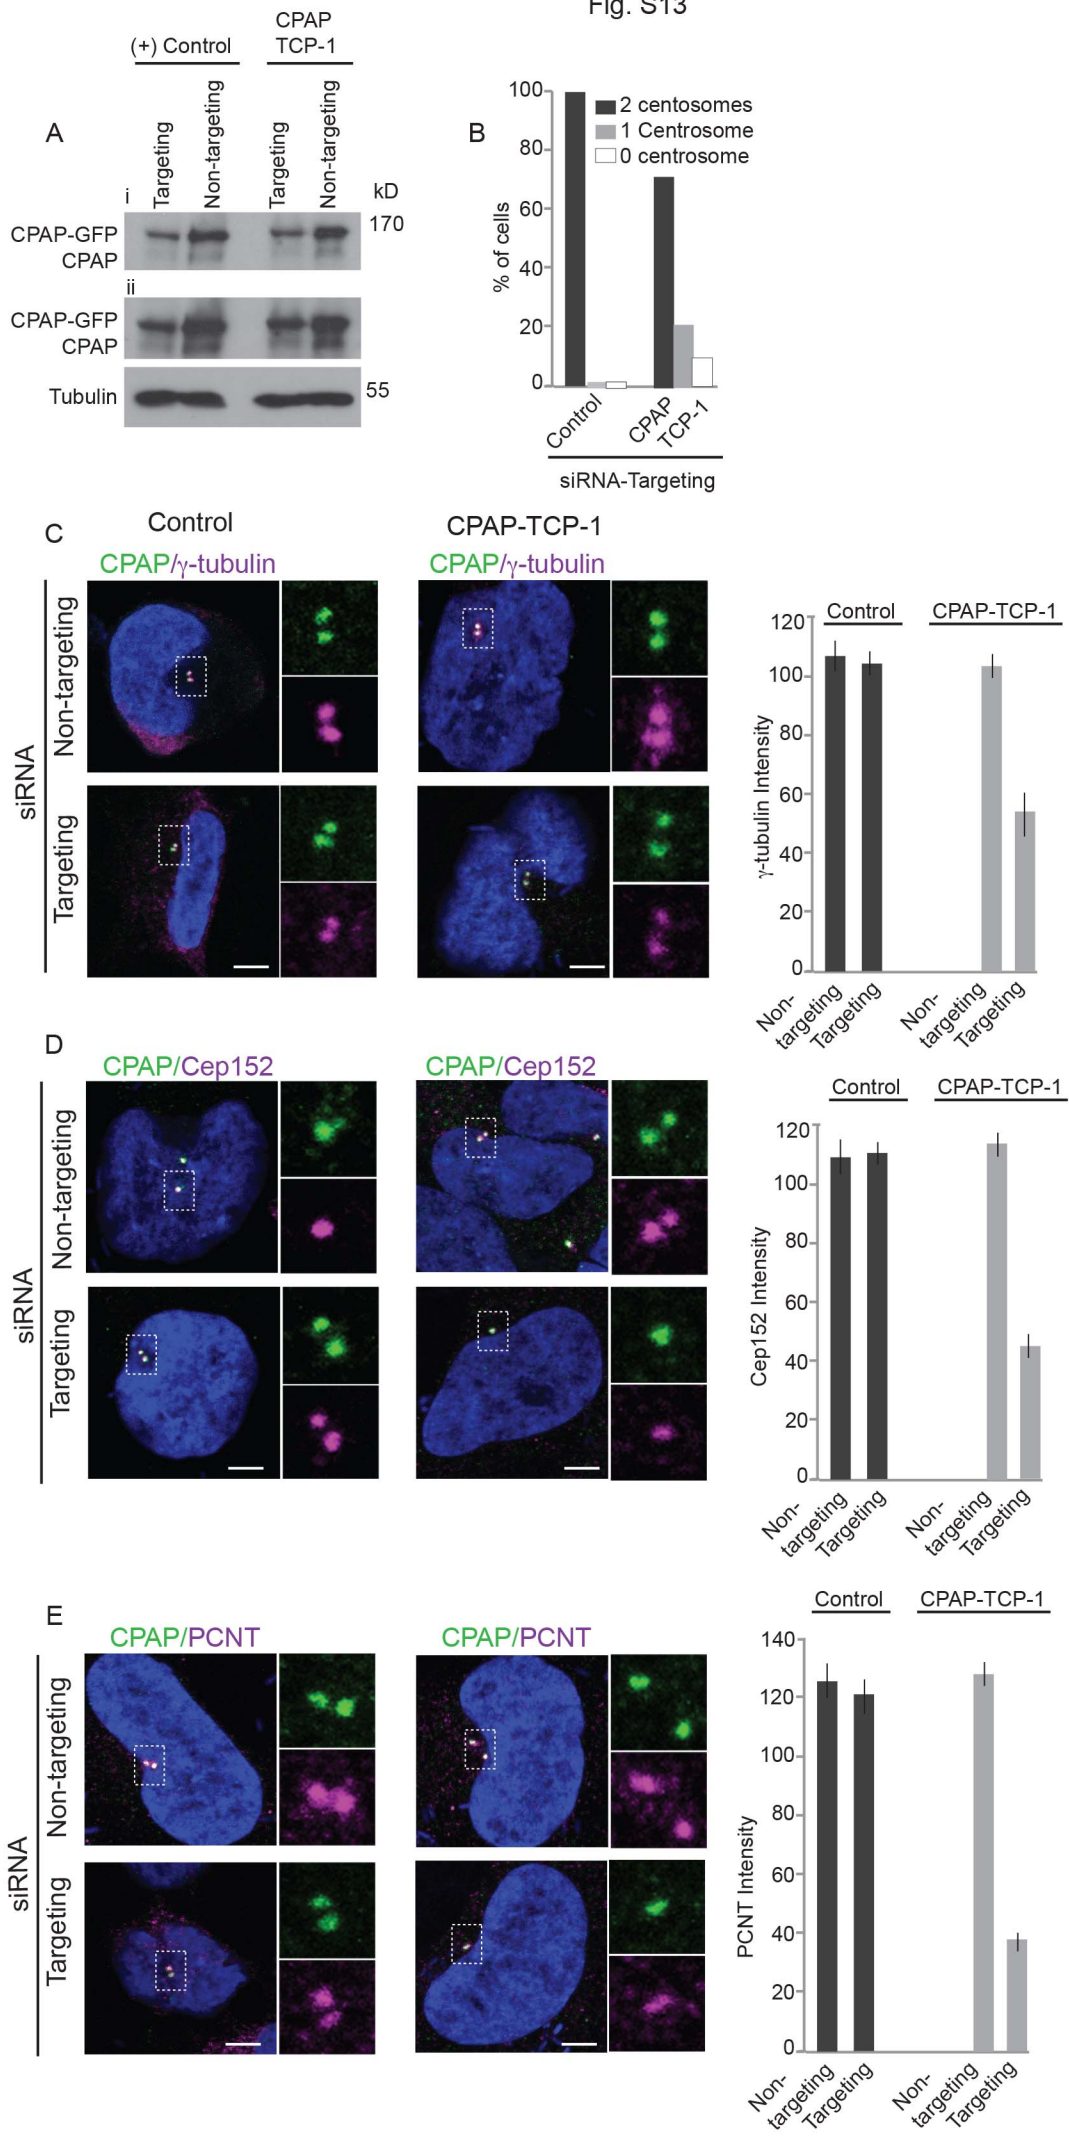 Fig. S13
(+) Control
CPAP
TCP-1
A
Targeting
Non-targeting
Targeting
Non-targeting
i
kD
CPAP-GFP
170
CPAP
ii
CPAP-GFP
CPAP
Tubulin
55
B
100
80
60
40
20
0
% of cells
2 centosomes
1 Centrosome
0 centrosome
Control
CPAP
TCP-1
siRNA-Targeting
C
Control
CPAP-TCP-1
CPAP/γ-tubulin
CPAP/γ-tubulin
siRNA
Non-targeting
Targeting
Control
CPAP-TCP-1
120
100
80
60
40
20
0
γ-tubulin Intensity
Non-
targeting
Targeting
Non-
targeting
Targeting
D
CPAP/Cep152
CPAP/Cep152
siRNA
Non-targeting
Targeting
Control
CPAP-TCP-1
120
100
80
60
40
20
0
Cep152 Intensity
Non-
targeting
Targeting
Non-
targeting
Targeting
E
CPAP/PCNT
CPAP/PCNT
siRNA
Non-targeting
Targeting
Control
CPAP-TCP-1
140
120
100
80
60
40
20
0
PCNT Intensity
Non-
targeting
Targeting
Non-
targeting
Targeting